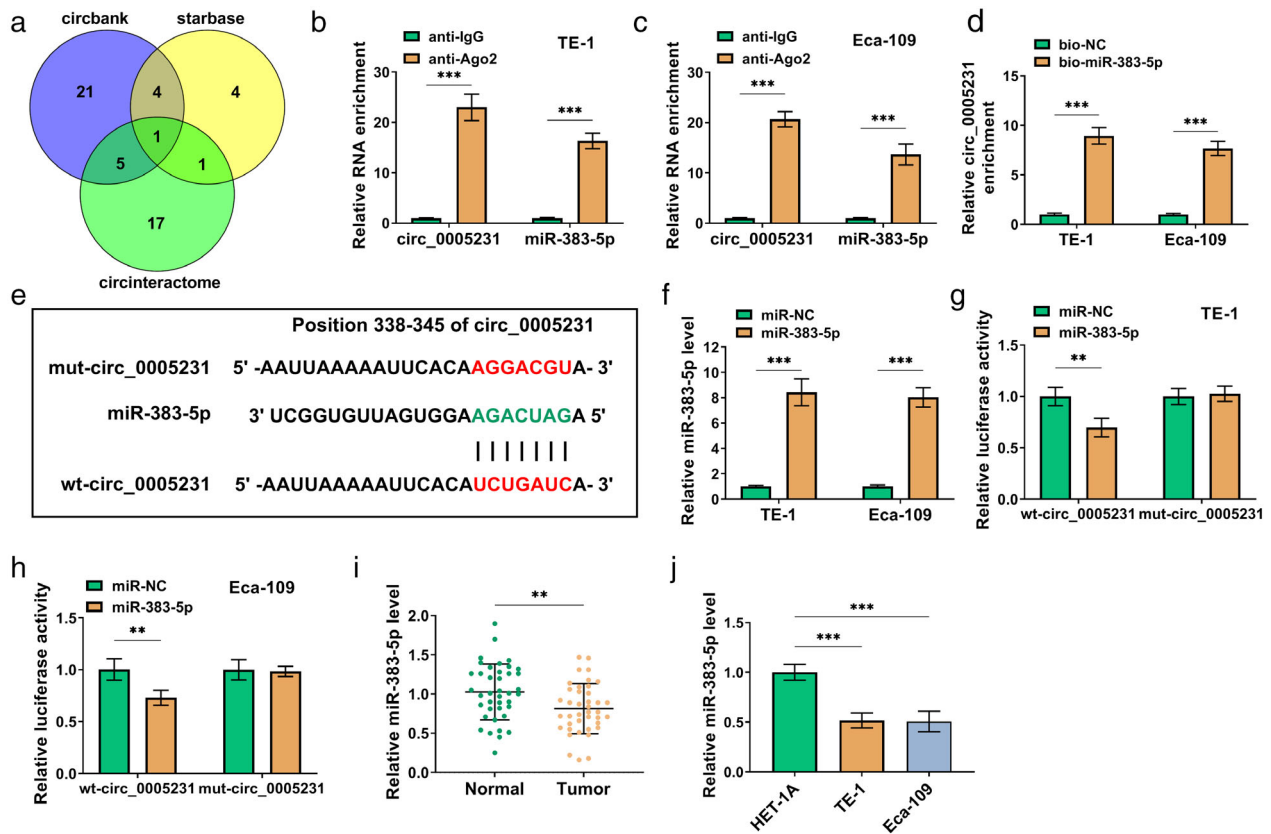 a
circbank
starbase
21
4
4
1
5
1
17
circinteractome
b
anti-IgG
anti-Ago2
TE-1
Relative RNA enrichment
30
20
10
0
***
***
circ_0005231
miR-383-5p
c
anti-IgG
anti-Ago2
Eca-109
Relative RNA enrichment
30
20
10
0
***
***
circ_0005231
miR-383-5p
d
bio-NC
bio-miR-383-5p
Relative circ_0005231
enrichment
15
10
5
0
***
***
TE-1
Eca-109
e
Position 338-345 of circ_0005231
mut-circ_0005231 5' -AAUUAAAAAUUCACAAGGACGUA- 3'
miR-383-5p 3' UCGGUGUUAGUGGAAGACUAGA 5'
wt-circ_0005231 5' -AAUUAAAAAUUCACAUCUGAUCA- 3'
f
miR-NC
miR-383-5p
Relative miR-383-5p level
12
10
8
6
4
2
0
***
***
TE-1
Eca-109
g
miR-NC
miR-383-5p
TE-1
Relative luciferase activity
1.5
1.0
0.5
0.0
**
wt-circ_0005231
mut-circ_0005231
h
miR-NC
miR-383-5p
Eca-109
Relative luciferase activity
1.5
1.0
0.5
0.0
**
wt-circ_0005231
mut-circ_0005231
i
Relative miR-383-5p level
2.0
1.5
1.0
0.5
0.0
**
Normal
Tumor
j
Relative miR-383-5p level
1.5
1.0
0.5
0.0
***
***
HET-1A
TE-1
Eca-109